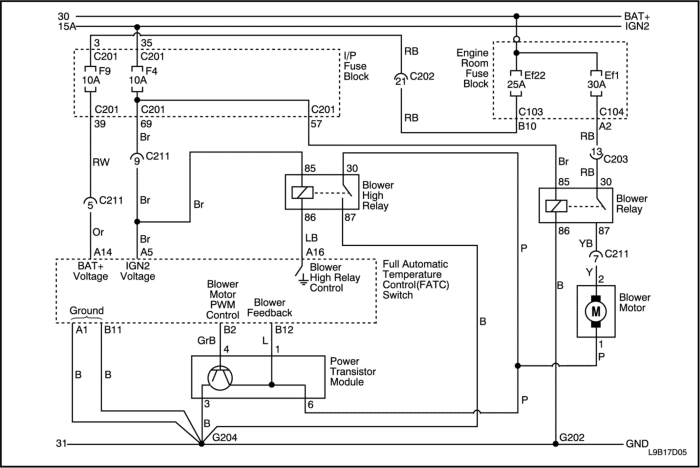 30 BAT+
15A IGN2
3 35
C201 C201
F9 F4
10A 10A
I/P
Fuse
Block
C201 C201 C201
39 69 57
RB
21 C202
RB
Engine
Room
Fuse
Block
Ef22
25A
Ef1
30A
C103 C104
B10 A2
RB
13 C203
RB
Br
9 C211
RW
5 C211
Br
Br
Or
Br
A14 A5
85 30
Blower
High
Relay
86 87
LB
A16
Br
85 30
Blower
Relay
86 87
YB
7 C211
Y
2
Blower
Motor
M
1
P
P
B
B
P
BAT+
Voltage
IGN2
Voltage
Blower
High Relay
Control
Full Automatic
Temperature
Control(FATC)
Switch
Blower
Motor
PWM
Control
Blower
Feedback
Ground
A1 B11 B2 B12
GrB L
4 1
Power
Transistor
Module
B B
3 6
B
31 G204 G202 GND
L9B17D05